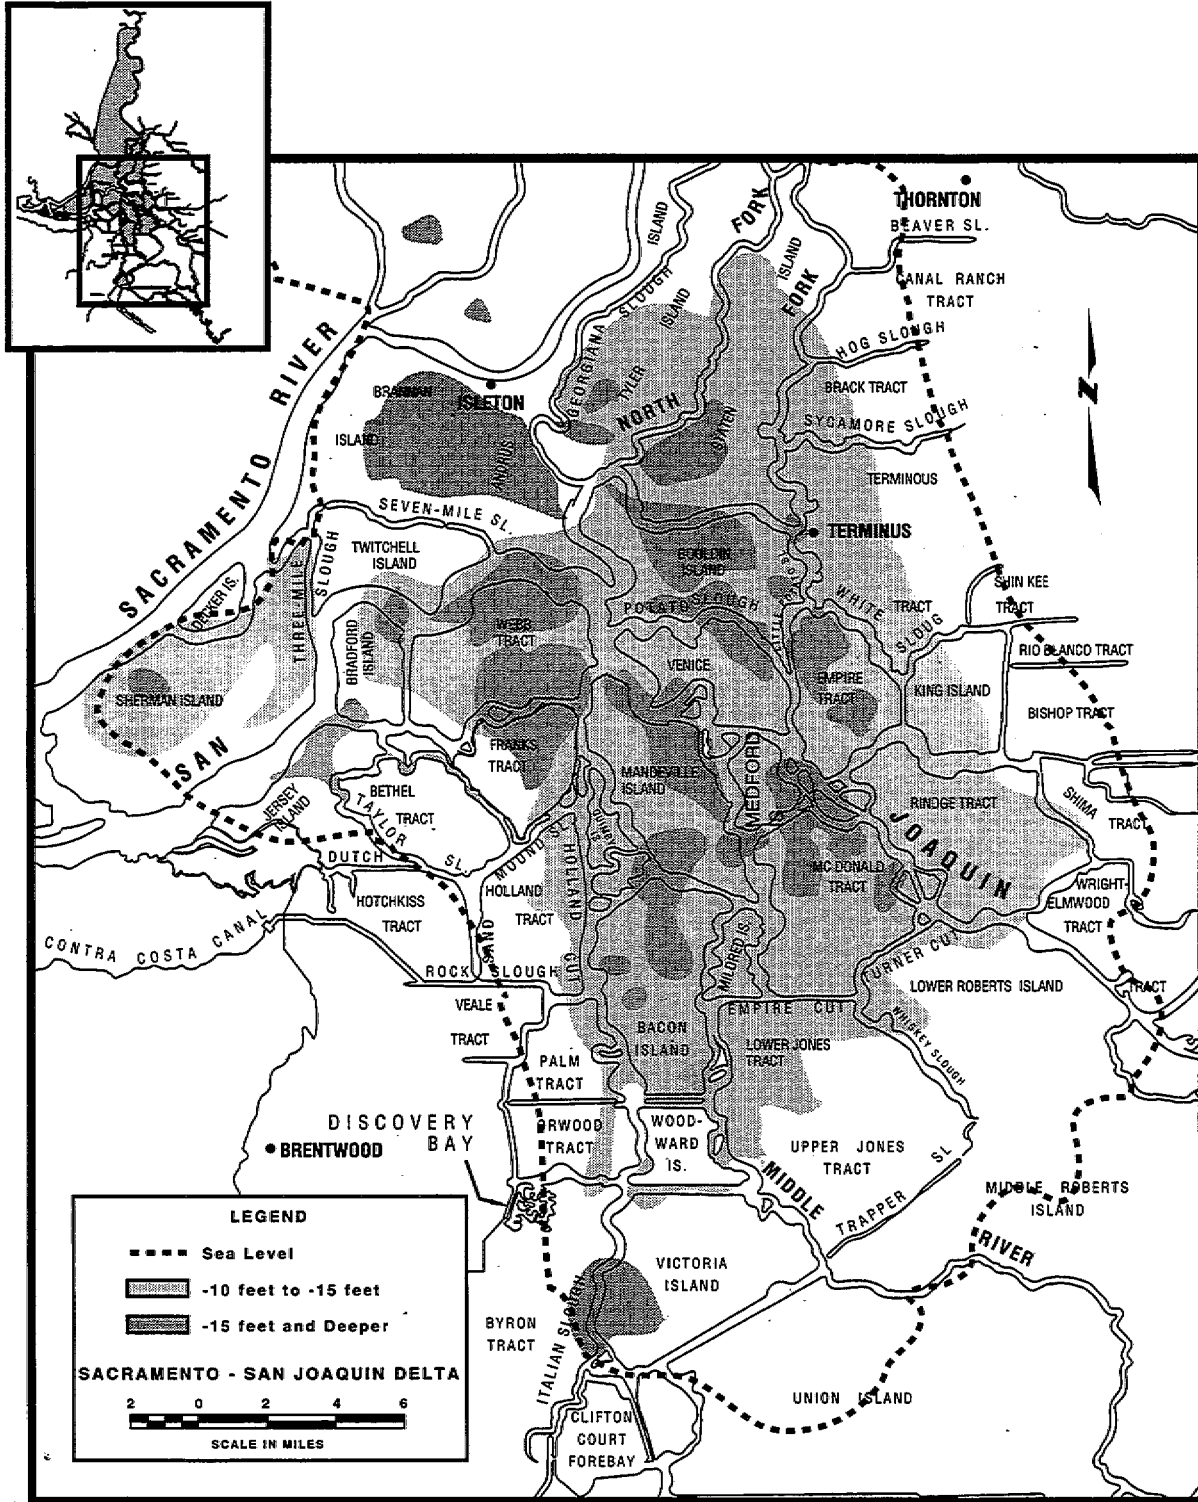 THORNTON
BEAVER SL.
ISLAND
FORK
ISLAND
FORK
CANAL RANCH
TRACT
GEORGIANA SLOUGH
ISLAND
TYLER
HOG SLOUGH
BRACK TRACT
SYCAMORE SLOUGH
SACRAMENTO RIVER
BRANNAN
ISLETON
ISLAND
ANDRUS
NORTH
STATEN
TERMINOUS
SEVEN-MILE SL.
TERMINUS
TWITCHELL
ISLAND
BOULDIN
ISLAND
THREE-MILE
SLOUGH
DECKER IS.
LITTLE
POTATO SLOUGH
WHITE
SLOUG
TRACT
SHIN KEE
TRACT
RIO BLANCO TRACT
BRADFORD
ISLAND
WEBB
TRACT
VENICE
EMPIRE
TRACT
KING ISLAND
BISHOP TRACT
SHERMAN ISLAND
SAN
FRANKS
TRACT
MANDEVILLE
ISLAND
MEDFORD
IS.
RINDGE TRACT
SHIMA
TRACT
JOAQUIN
BETHEL
TRACT
TAYLOR
SL.
JERSEY
ISLAND
DUTCH
MOUND SL.
HOLLAND CUT
QUIMBY
IS.
MC DONALD
TRACT
WRIGHT-
ELMWOOD
TRACT
HOTCHKISS
TRACT
HOLLAND
TRACT
SAND
CONTRA COSTA CANAL
ROCK SLOUGH
MILDRED IS.
TURNER CUT
LOWER ROBERTS ISLAND
TRACT
VEALE
TRACT
EMPIRE CUT
WHISKEY SLOUGH
BACON
ISLAND
LOWER JONES
TRACT
PALM
TRACT
DISCOVERY
BAY
BRENTWOOD
ORWOOD
TRACT
WOOD-
WARD
IS.
UPPER JONES
TRACT
MIDDLE
RIVER
TRAPPER SL
MIDDLE ROBERTS
ISLAND
VICTORIA
ISLAND
BYRON
TRACT
ITALIAN SLOUGH
UNION ISLAND
CLIFTON
COURT
FOREBAY
N
LEGEND
Sea Level
-10 feet to -15 feet
-15 feet and Deeper
SACRAMENTO - SAN JOAQUIN DELTA
2 0 2 4 6
SCALE IN MILES